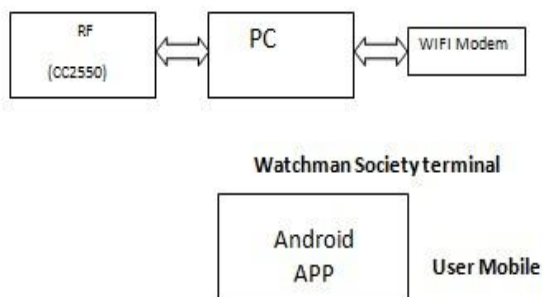 RF
(CC2550)
PC
WIFI Modem
Watchman Society terminal
Android
APP
User Mobile